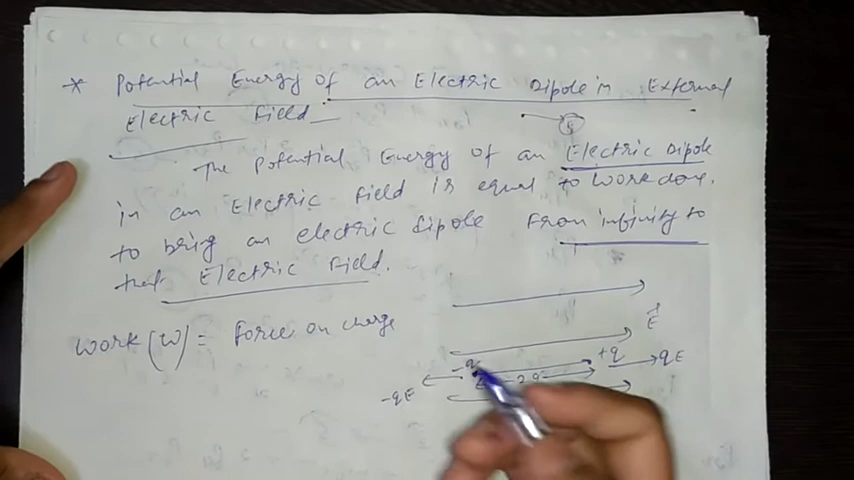 * Potential Energy of an Electric Dipole in External
Electric Field
E
The Potential Energy of an Electric Dipole
in an Electric field is equal to work done.
to bring an electric dipole from infinity to
that Electric Field.
Work (W) = Force on charge
E
-q +q qE
-qE